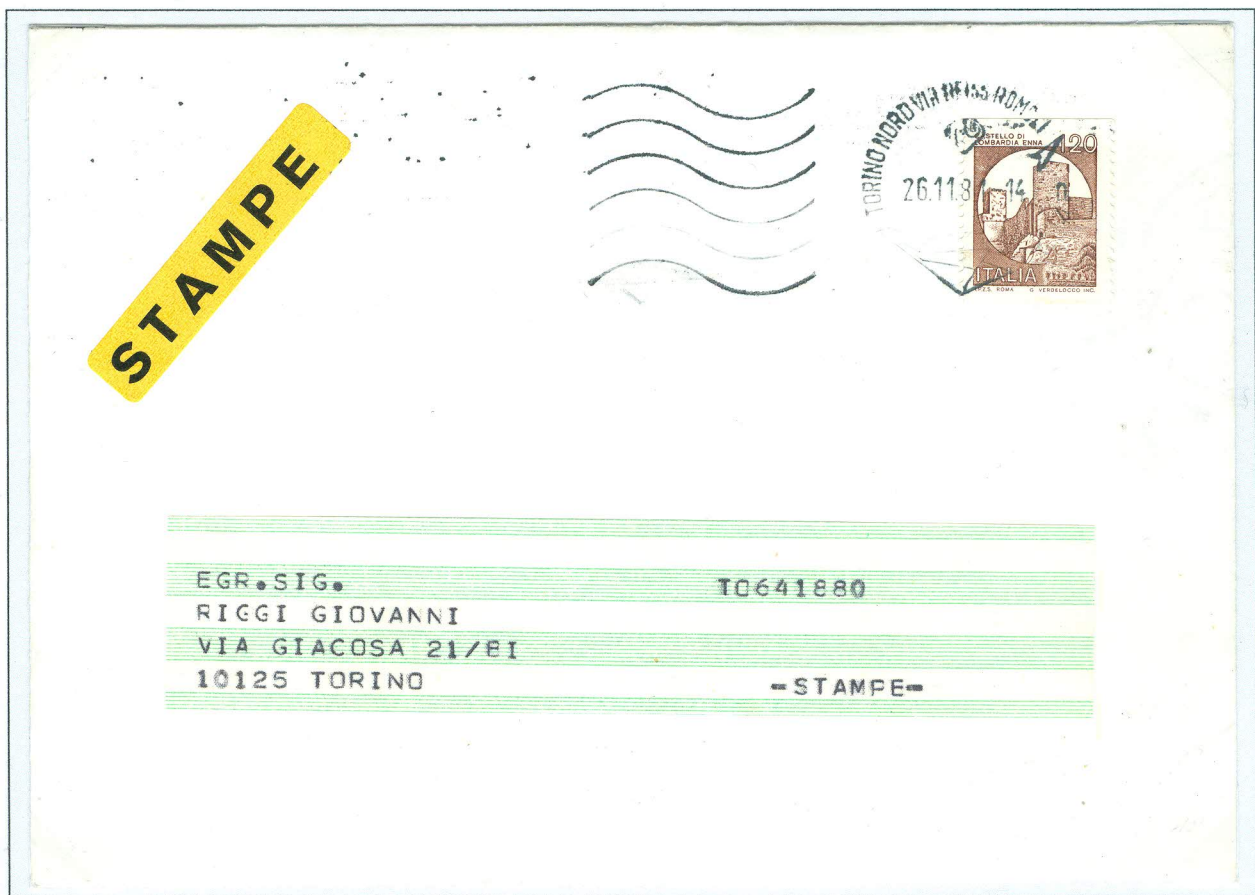 STAMPE
TORINO NORD VIA
26.11.8 -14
CASTELLO DI
LOMBARDIA ENNA
120
ITALIA
I.P.Z.S. ROMA G. VERDELOCCO INC.
EGR.SIG. TO641880
RIGGI GIOVANNI
VIA GIACOSA 21/BI
10125 TORINO -STAMPE-